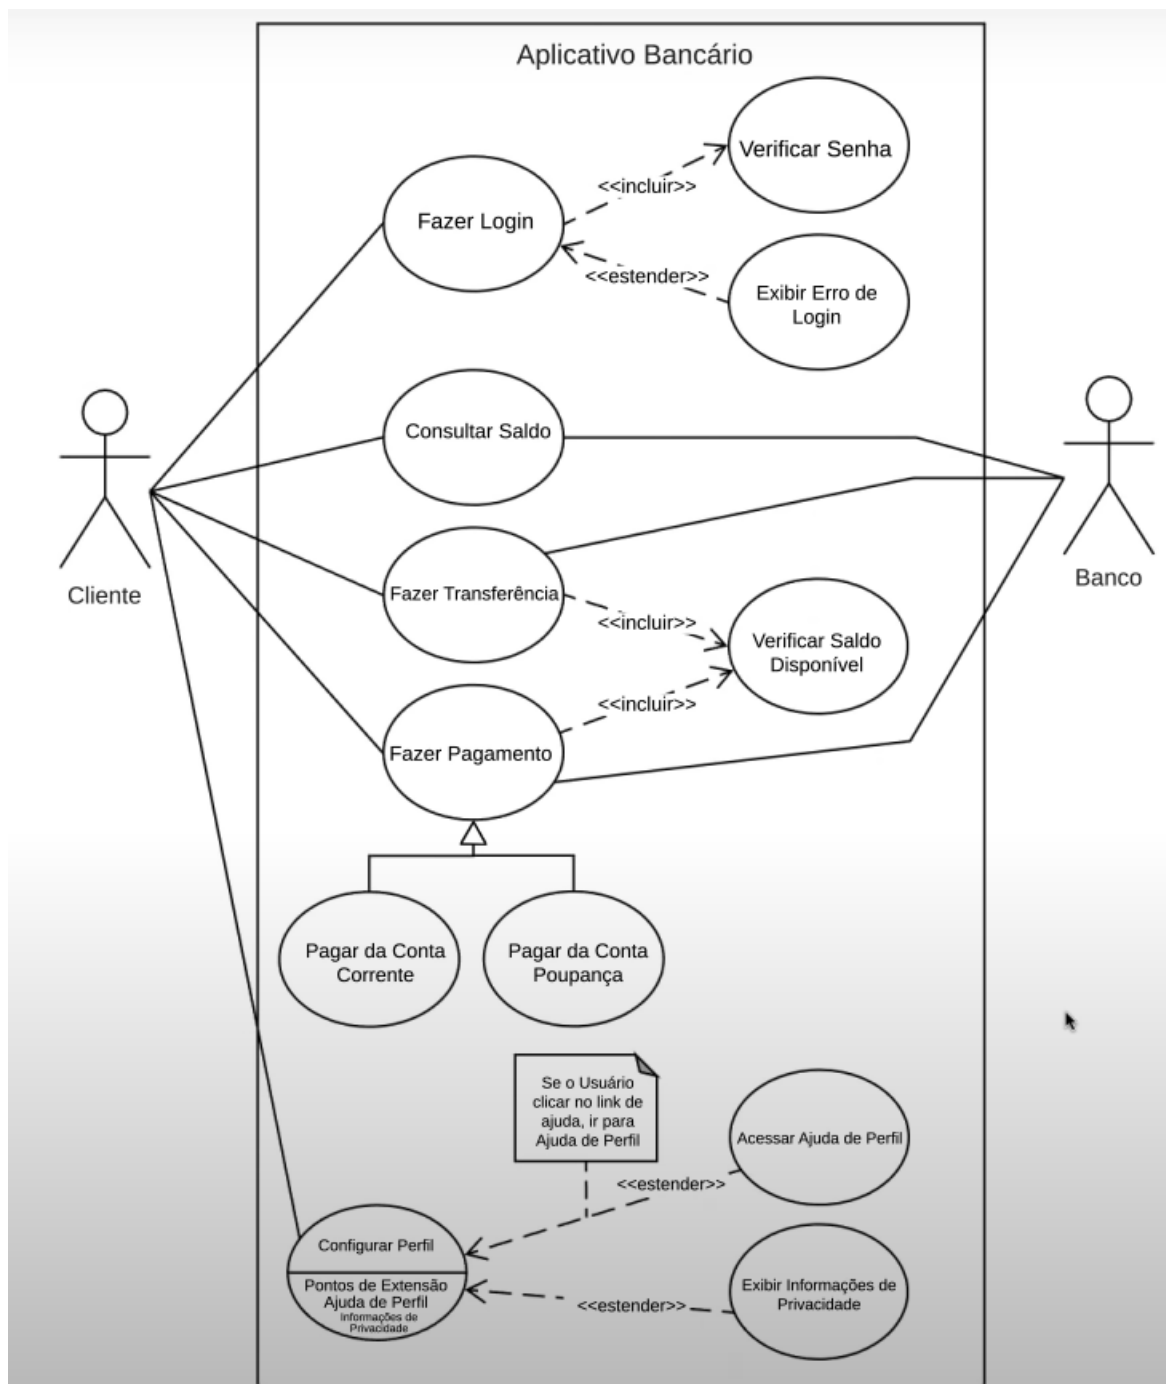 Aplicativo Bancário
Verificar Senha
<<incluir>>
Fazer Login
<<estender>>
Exibir Erro de
Login
Consultar Saldo
Cliente
Banco
Fazer Transferência
<<incluir>>
Verificar Saldo
Disponível
<<incluir>>
Fazer Pagamento
Pagar da Conta
Corrente
Pagar da Conta
Poupança
Se o Usuário
clicar no link de
ajuda, ir para
Ajuda de Perfil
Acessar Ajuda de Perfil
<<estender>>
Configurar Perfil
Pontos de Extensão
Ajuda de Perfil
Informações de
Privacidade
<<estender>>
Exibir Informações de
Privacidade